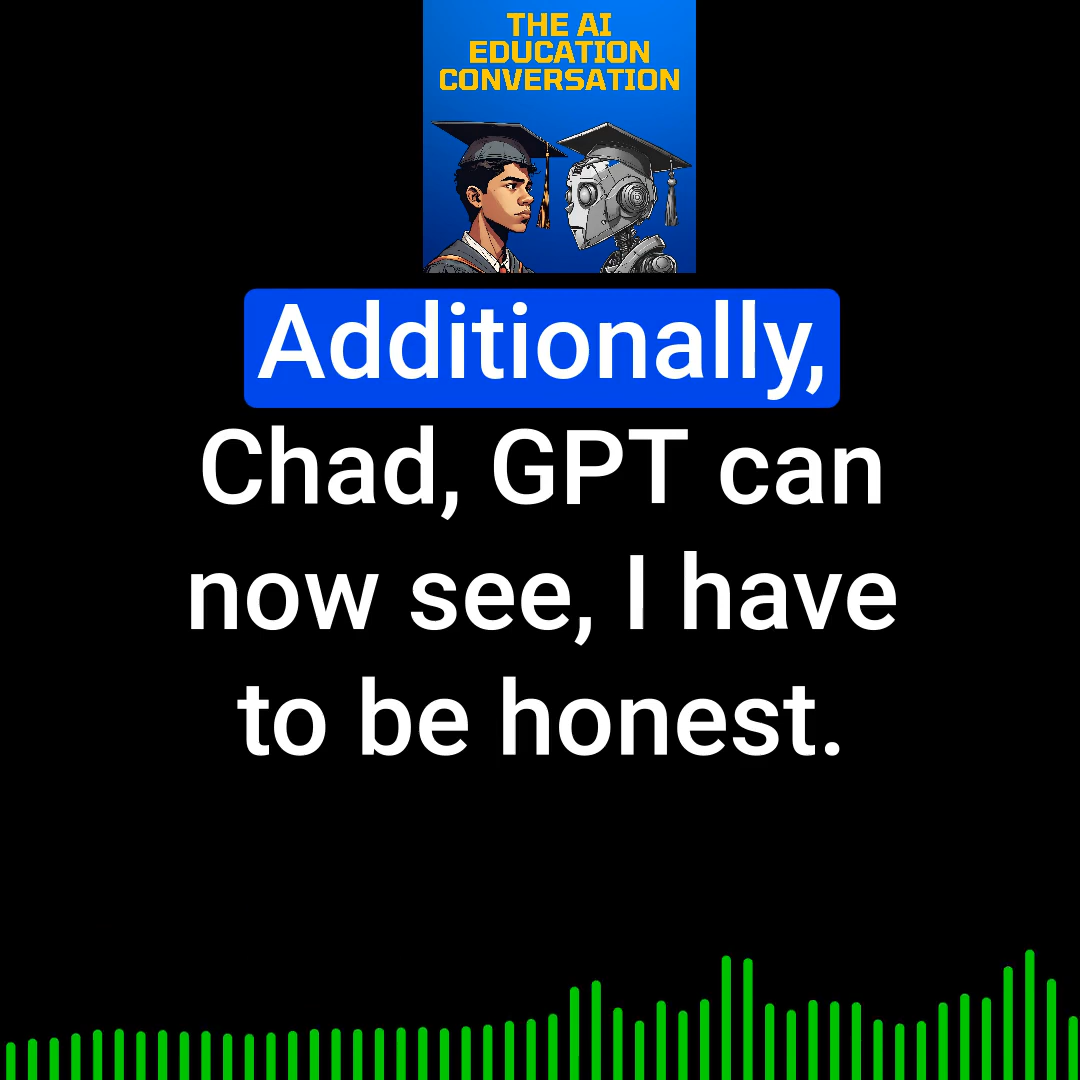 THE AI
EDUCATION
CONVERSATION
Additionally,
Chad, GPT can
now see, I have
to be honest.